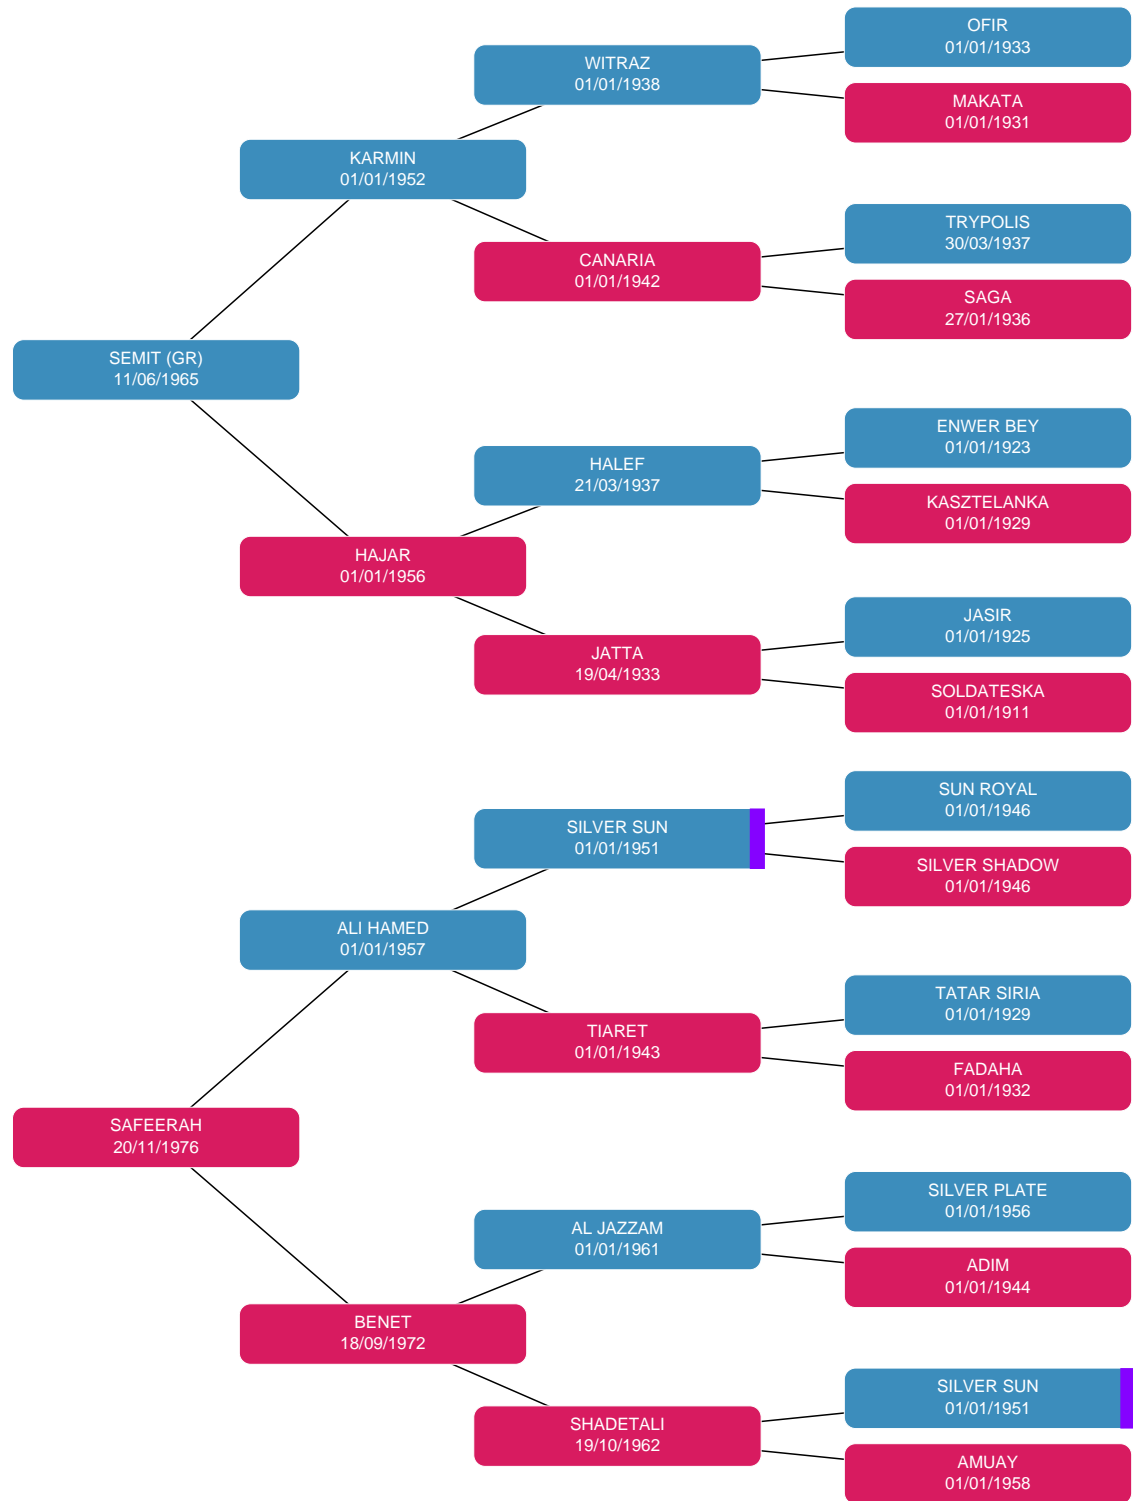 OFIR
01/01/1933
WITRAZ
01/01/1938
MAKATA
01/01/1931
KARMIN
01/01/1952
TRYPOLIS
30/03/1937
CANARIA
01/01/1942
SAGA
27/01/1936
SEMIT (GR)
11/06/1965
ENWER BEY
01/01/1923
HALEF
21/03/1937
KASZTELANKA
01/01/1929
HAJAR
01/01/1956
JASIR
01/01/1925
JATTA
19/04/1933
SOLDATESKA
01/01/1911
SUN ROYAL
01/01/1946
SILVER SUN
01/01/1951
SILVER SHADOW
01/01/1946
ALI HAMED
01/01/1957
TATAR SIRIA
01/01/1929
TIARET
01/01/1943
FADAHA
01/01/1932
SAFEERAH
20/11/1976
SILVER PLATE
01/01/1956
AL JAZZAM
01/01/1961
ADIM
01/01/1944
BENET
18/09/1972
SILVER SUN
01/01/1951
SHADETALI
19/10/1962
AMUAY
01/01/1958